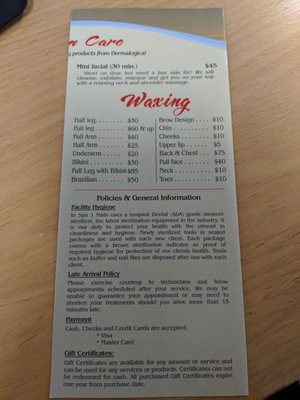 n Care
y products from Dermalogica!
Mini facial (30 min.) $45
Short on time but need a fast skin fix? We will
cleanse, exfoliate, masque and get you on your way
with a relaxing neck and shoulder massage.
Waxing
Half leg. ...... $30
Full leg ......... $60 & up
Full Arm ...... $40
Half Arm ...... $25
Underarm .... $20
Bikini ........... $30
Full Leg with Bikini $85
Brazilian ...... $50
Brow Design .... $10
Chin ................ $10
Cheeks ............ $10
Upper lip ......... $5
Back & Chest ... $75
Full face .......... $40
Neck ............... $10
Toes ................ $10
Policies & General Information
Facility Hygiene
In Spa 1 Nails uses a hospital Dental (ADA) grade steamer
sterilizer, the latest sterilization equipment in the industry. It
is our duty to protect your health with the utmost in
cleanliness and hygiene. Newly sterilized tools in sealed
packages are used with each new client. Each package
comes with a brown sterilization indicator as proof of
required hygiene for protection of our clients health. Tools
such as buffer and nail files are disposed after use with each
client.
Late Arrival Policy
Please exercise courtesy to technicians and fellow
appointments scheduled after your service. We may be
unable to guarantee your appointment or may need to
shorten your treatments should you arrive more than 15
minutes late.
Payment
Cash, Checks and Credit Cards are accepted:
* Visa
* Master Card
Gift Certificates:
Gift Certificates are available for any amount or service and
can be used for any services or products. Certificates can not
be redeemed for cash. All purchased Gift Certificates expire
one year from purchase date.